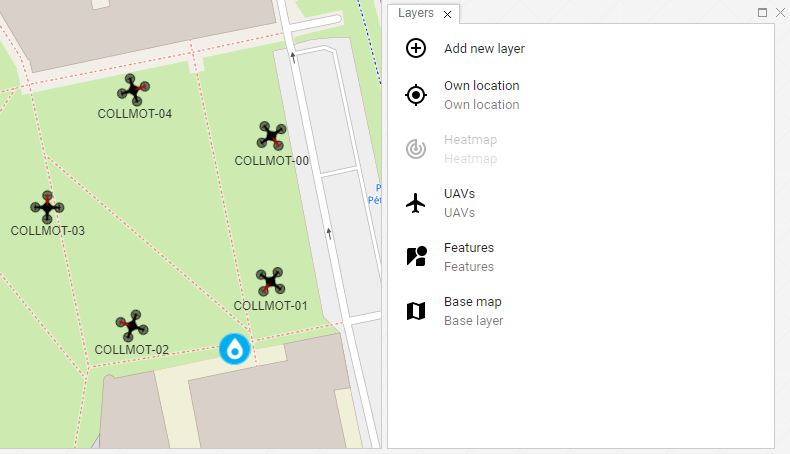 Layers
Add new layer
Own location
Own location
Heatmap
Heatmap
UAVs
UAVs
Features
Features
Base map
Base layer
COLLMOT-04
COLLMOT-00
COLLMOT-03
COLLMOT-01
COLLMOT-02
P
Pé